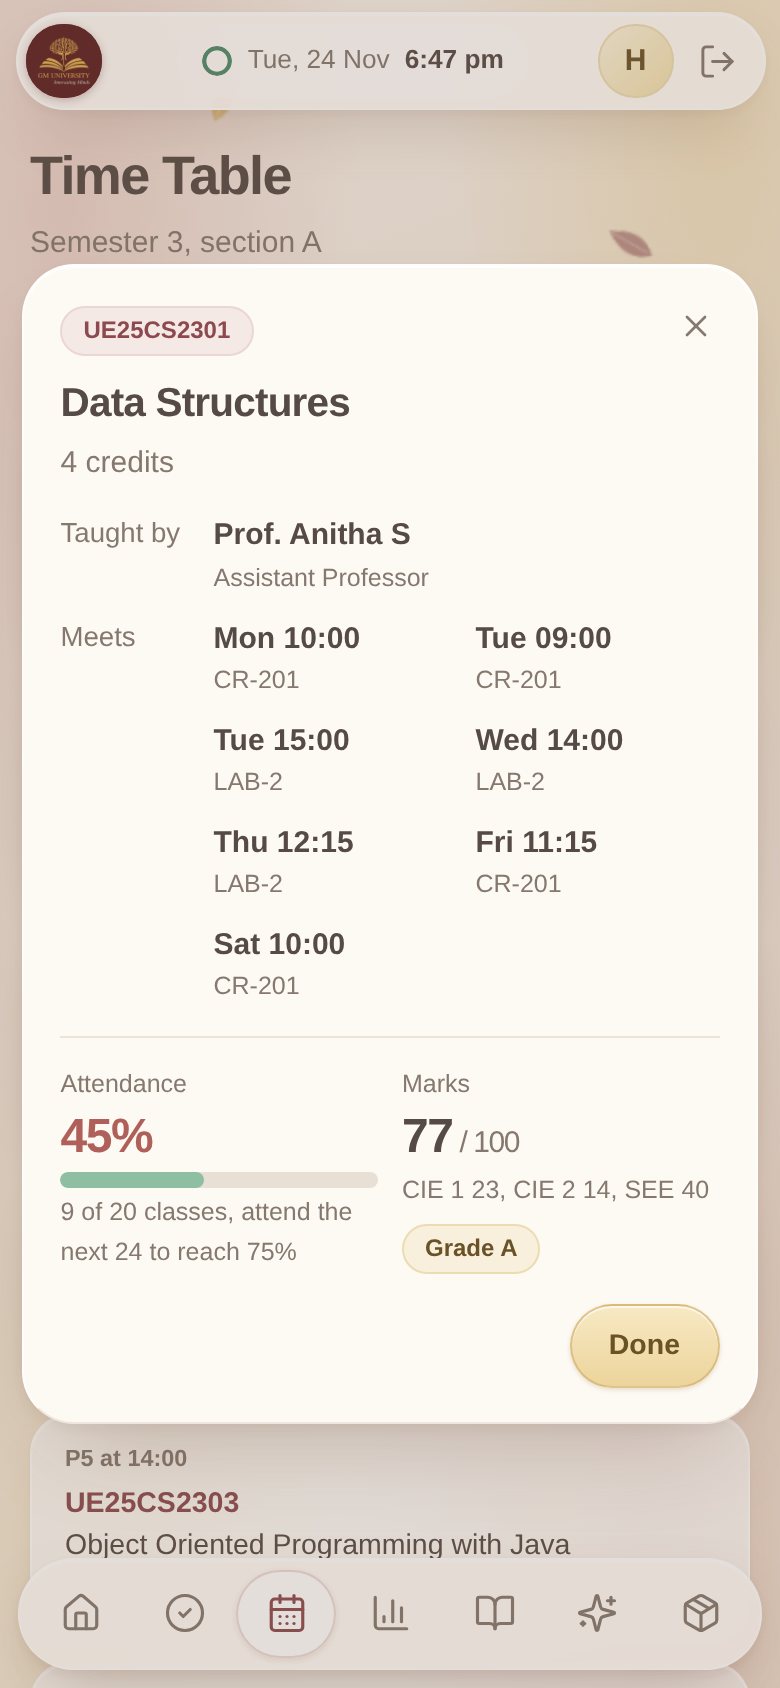 GM UNIVERSITY
Innovating Minds
Tue, 24 Nov 6:47 pm
H
Time Table
Semester 3, section A
UE25CS2301
Data Structures
4 credits
Taught by Prof. Anitha S
Assistant Professor
Meets Mon 10:00 Tue 09:00
CR-201 CR-201
Tue 15:00 Wed 14:00
LAB-2 LAB-2
Thu 12:15 Fri 11:15
LAB-2 CR-201
Sat 10:00
CR-201
Attendance Marks
45% 77 / 100
9 of 20 classes, attend the CIE 1 23, CIE 2 14, SEE 40
next 24 to reach 75% Grade A
Done
P5 at 14:00
UE25CS2303
Object Oriented Programming with Java